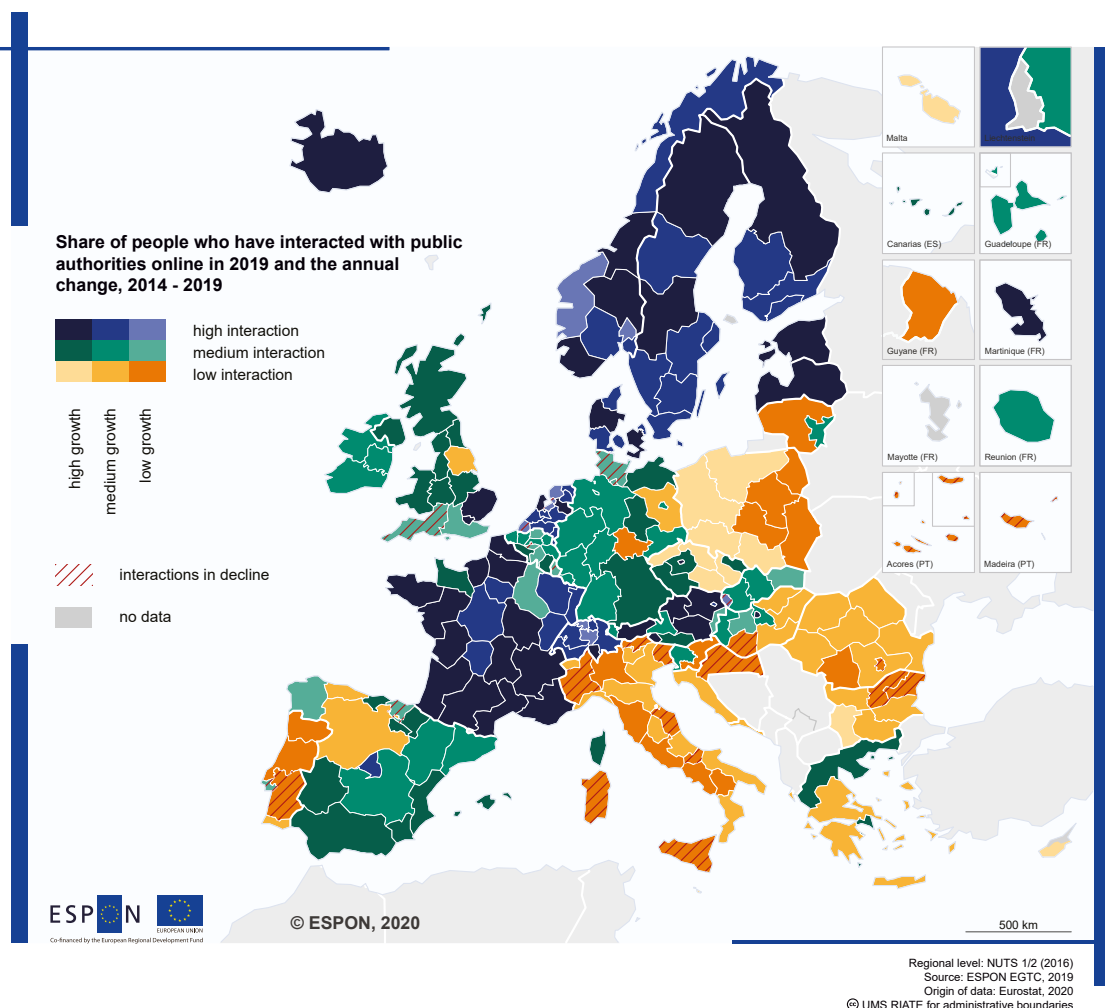 Malta
Canarias (ES)
Guadeloupe (FR)
Guyane (FR)
Martinique (FR)
Mayotte (FR)
Reunion (FR)
Acores (PT)
Madeira (PT)
Share of people who have interacted with public
authorities online in 2019 and the annual
change, 2014 - 2019
high interaction
medium interaction
low interaction
high growth
medium growth
low growth
interactions in decline
no data
ESPON
EUROPEAN UNION
Co-financed by the European Regional Development Fund
© ESPON, 2020
500 km
Regional level: NUTS 1/2 (2016)
Source: ESPON EGTC, 2019
Origin of data: Eurostat, 2020
UMS RIATE for administrative boundaries